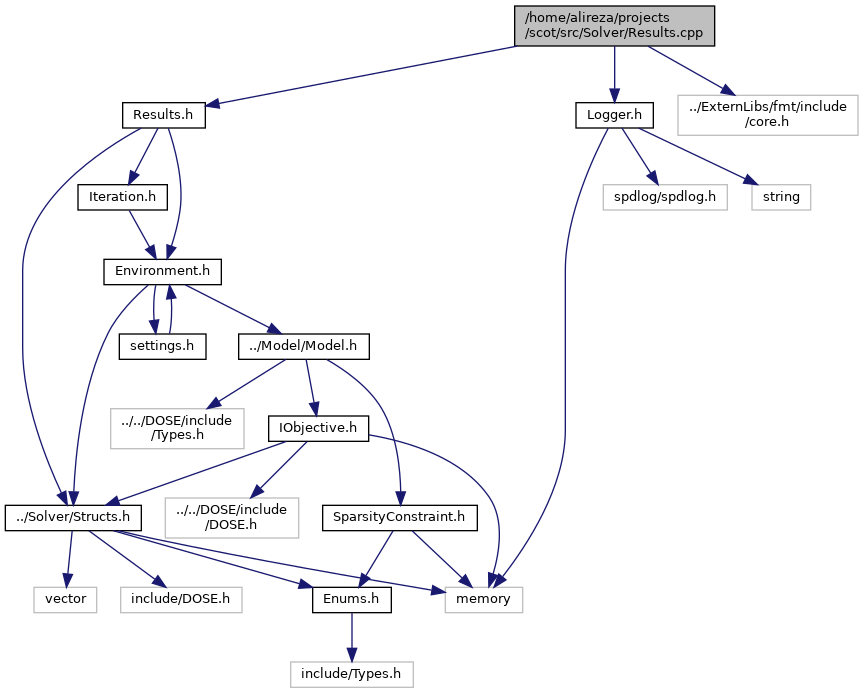 /home/alireza/projects
/scot/src/Solver/Results.cpp
Results.h
Logger.h
../ExternLibs/fmt/include
/core.h
Iteration.h
spdlog/spdlog.h
string
Environment.h
settings.h
../Model/Model.h
../../DOSE/include
/Types.h
IObjective.h
../Solver/Structs.h
../../DOSE/include
/DOSE.h
SparsityConstraint.h
vector
include/DOSE.h
Enums.h
memory
include/Types.h